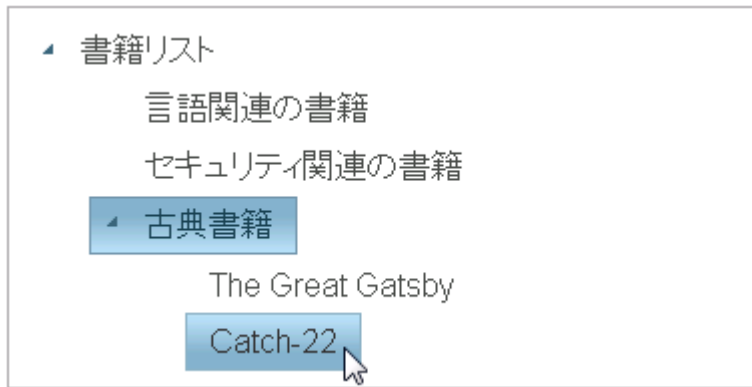 書籍リスト
言語関連の書籍
セキュリティ関連の書籍
古典書籍
The Great Gatsby
Catch-22